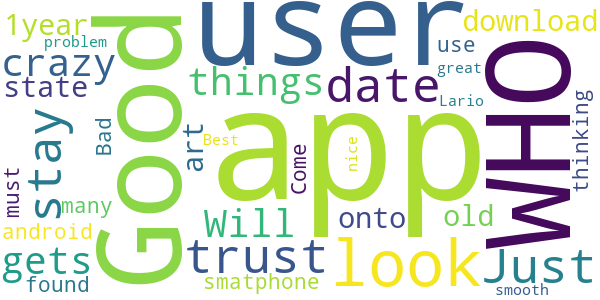 1year
user
WHO
download
problem
Good
crazy
use
state
things
date
great
Lario
stay
Bad
art
Best
app
Come
nice
thinking
must
many
Will
onto
old
android
gets
trust
look
Just
found
smatphone
smooth